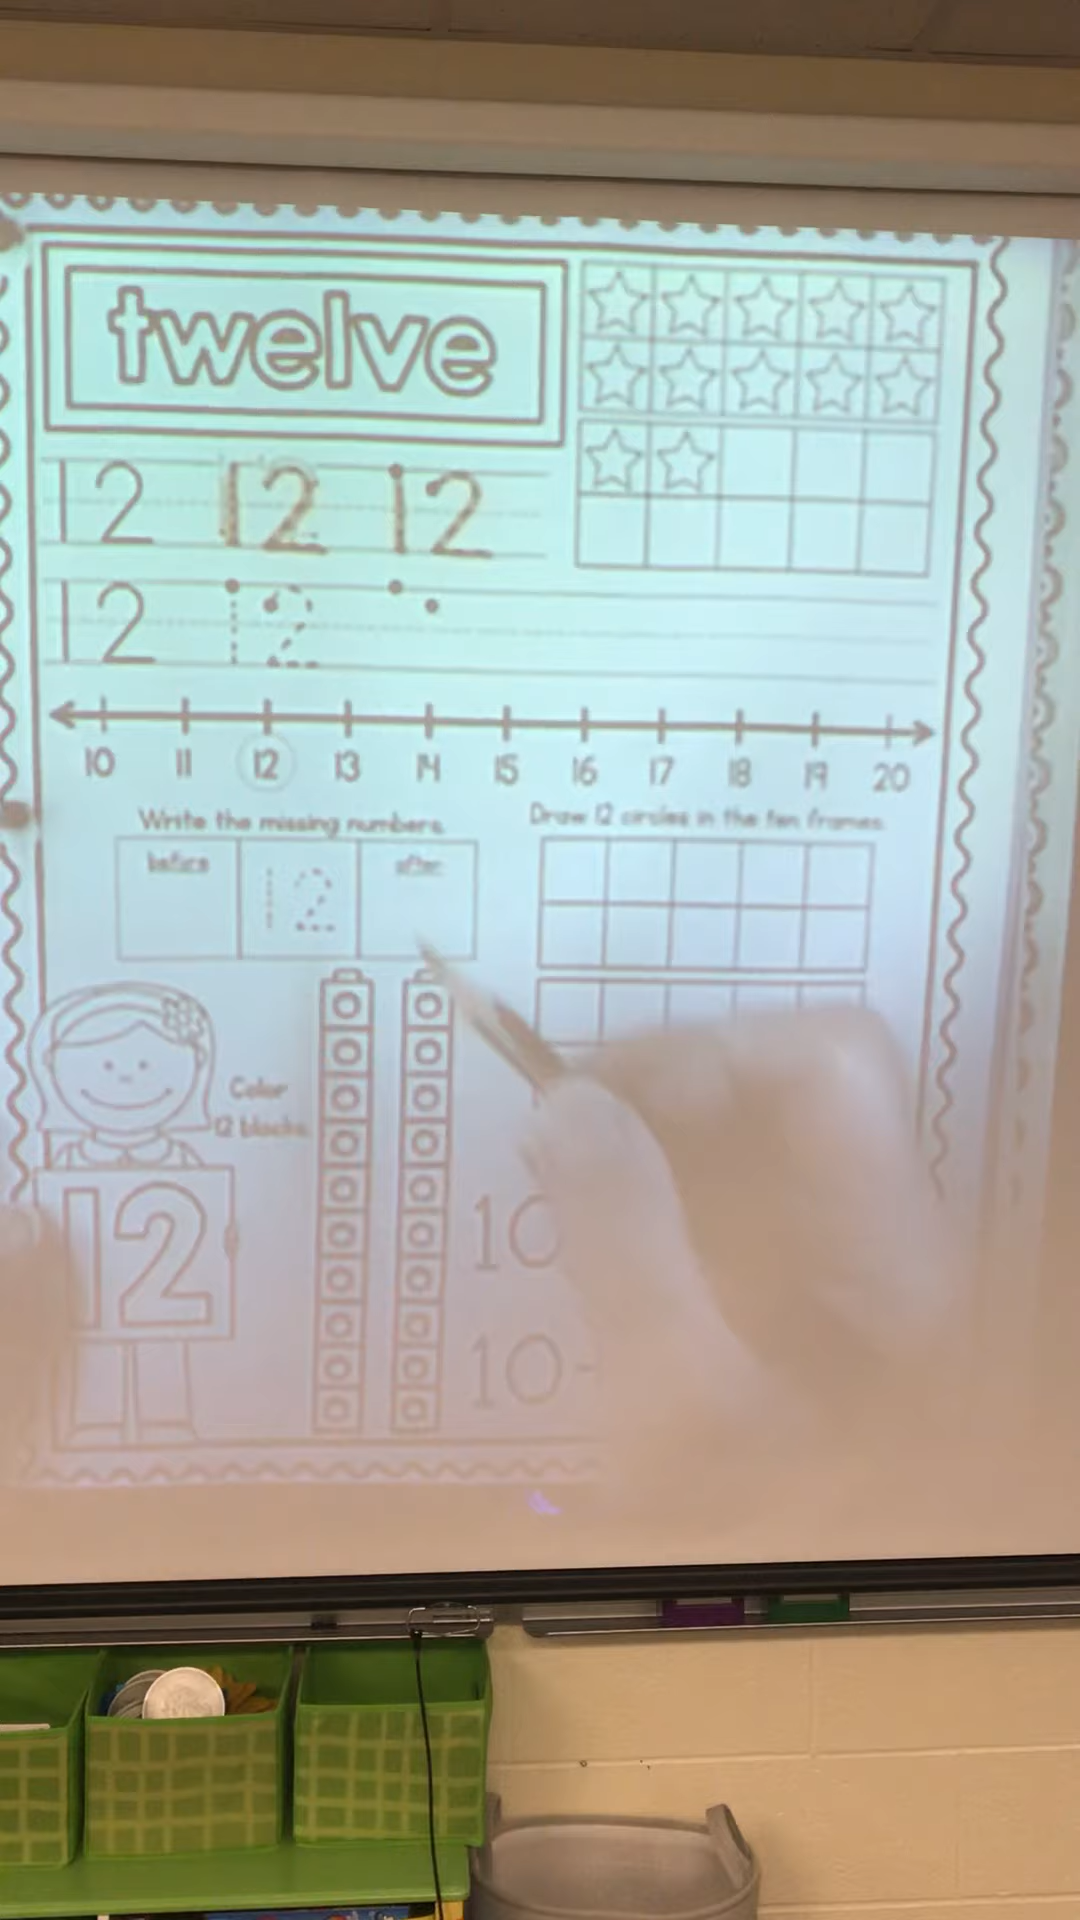 twelve
12 12 12
12 12
10 11 12 13 14 15 16 17 18 19 20
Write the missing numbers.
before 12 after
Draw 12 circles in the ten frames.
Color
12 blocks.
12
10
10-